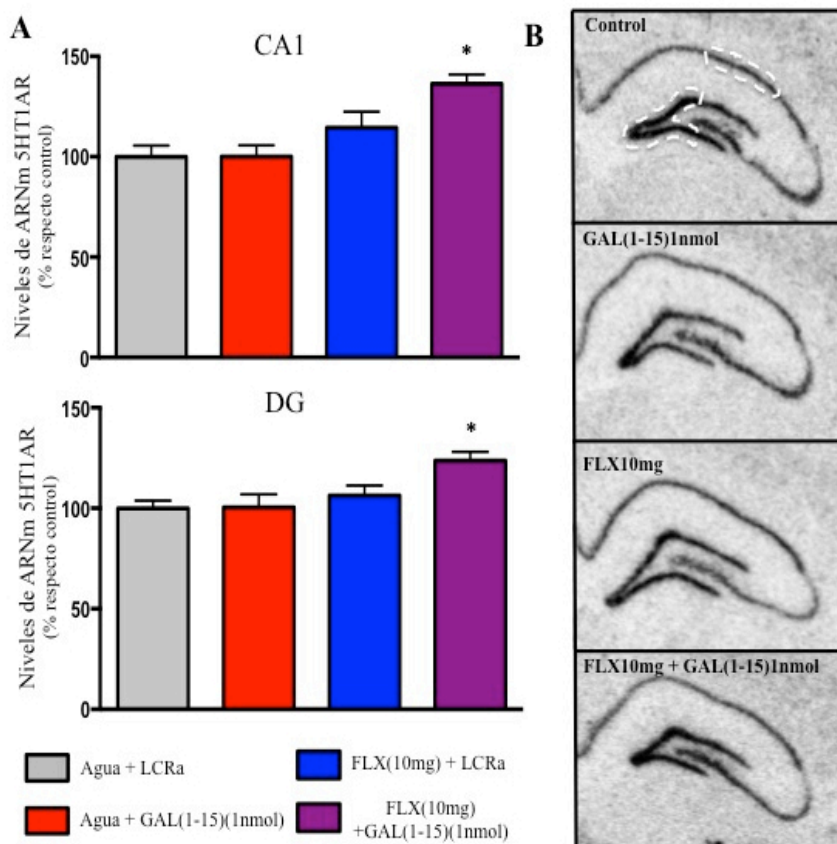 A
CA1
Niveles de ARNm 5HT1AR
(% respecto control)
150
100
50
0
*
DG
Niveles de ARNm 5HT1AR
(% respecto control)
150
100
50
0
*
Agua + LCRa
FLX(10mg) + LCRa
Agua + GAL(1-15)(1nmol)
FLX(10mg)
+GAL(1-15)(1nmol)
B
Control
GAL(1-15)1nmol
FLX10mg
FLX10mg + GAL(1-15)1nmol